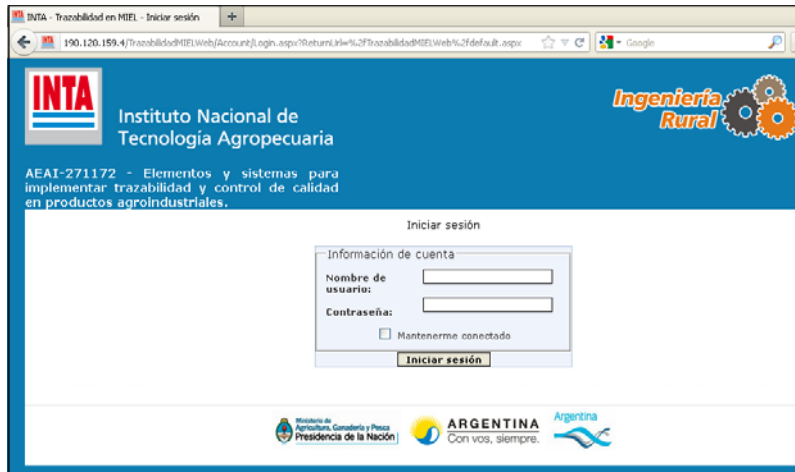 INTA - Trazabilidad en MIEL - Iniciar sesión
190.120.159.4/TrazabilidadMIELWeb/Account/Login.aspx?ReturnUrl=%2fTrazabilidadMIELWeb%2fdefault.aspx
Google
INTA
Instituto Nacional de
Tecnología Agropecuaria
Ingeniería
Rural
AEAI-271172 - Elementos y sistemas para
implementar trazabilidad y control de calidad
en productos agroindustriales.
Iniciar sesión
Información de cuenta
Nombre de
usuario:
Contraseña:
Mantenerme conectado
Iniciar sesión
Ministerio de
Agricultura, Ganadería y Pesca
Presidencia de la Nación
ARGENTINA
Con vos, siempre.
Argentina